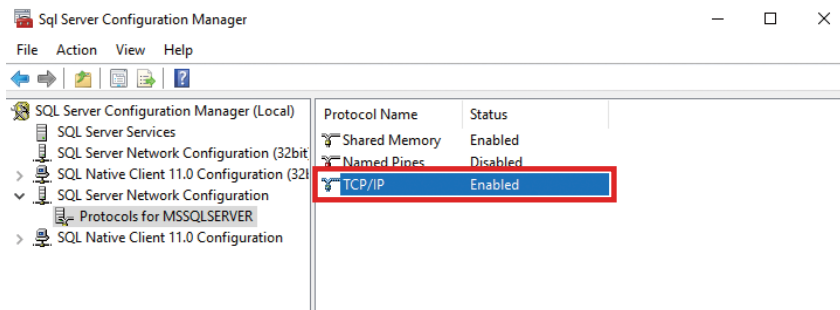 Sql Server Configuration Manager
File Action View Help
SQL Server Configuration Manager (Local)
SQL Server Services
SQL Server Network Configuration (32bit
SQL Native Client 11.0 Configuration (32
SQL Server Network Configuration
Protocols for MSSQLSERVER
SQL Native Client 11.0 Configuration
Protocol Name Status
Shared Memory Enabled
Named Pipes Disabled
TCP/IP Enabled